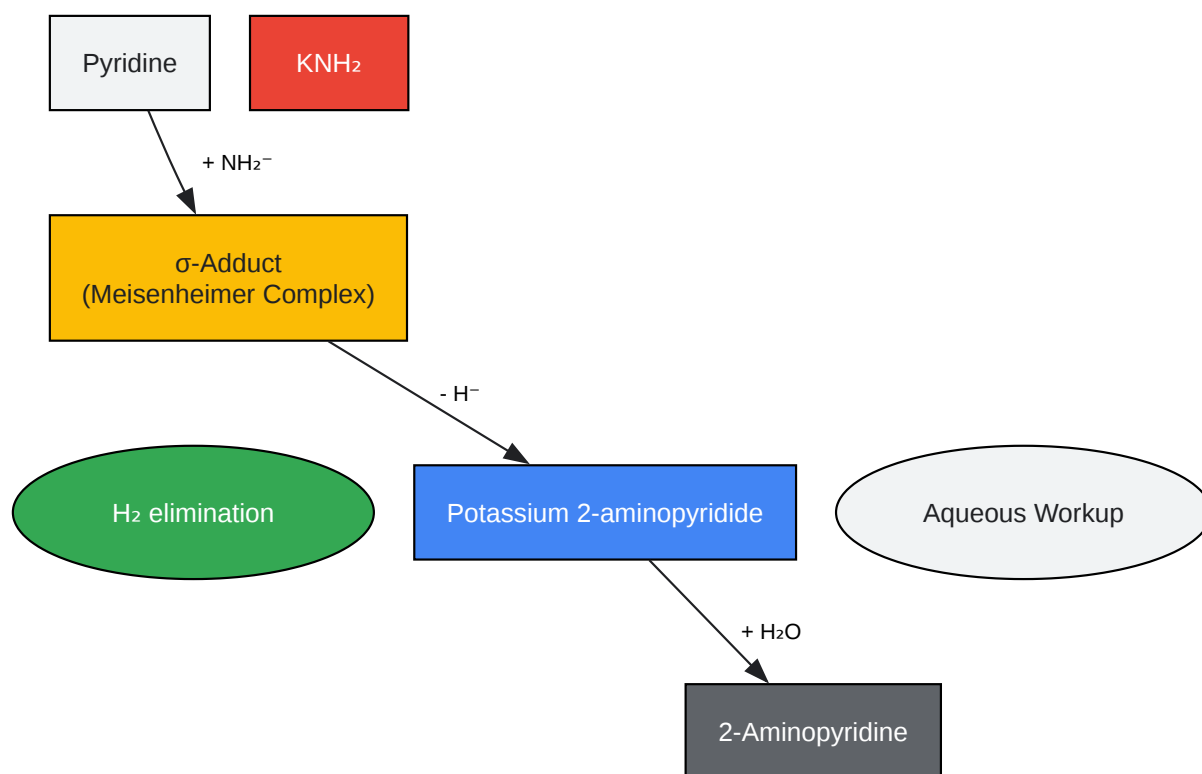 Pyridine
KNH₂
+ NH₂⁻
σ-Adduct
(Meisenheimer Complex)
- H⁻
H₂ elimination
Potassium 2-aminopyridide
Aqueous Workup
+ H₂O
2-Aminopyridine